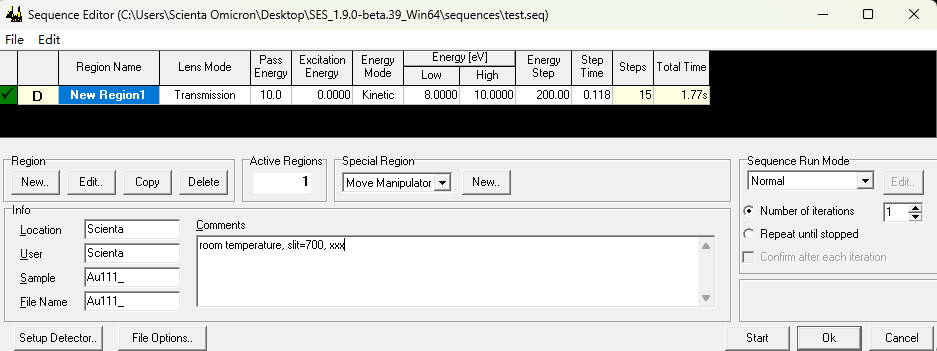 Sequence Editor (C:\Users\Scienta Omicron\Desktop\SES_1.9.0-beta.39_Win64\sequences\test.seq)
File Edit
Region Name Lens Mode Pass Energy Excitation Energy Energy Mode Energy [eV] Low High Energy Step Step Time Steps Total Time
D New Region1 Transmission 10.0 0.0000 Kinetic 8.0000 10.0000 200.00 0.118 15 1.77s
Region Active Regions Special Region Sequence Run Mode
New.. Edit.. Copy Delete 1 Move Manipulator New.. Normal Edit..
Number of iterations 1
Repeat until stopped
Confirm after each iteration
Info
Location Scienta
User Scienta
Sample Au111_
File Name Au111_
Comments
room temperature, slit=700, xxx
Setup Detector.. File Options.. Start Ok Cancel